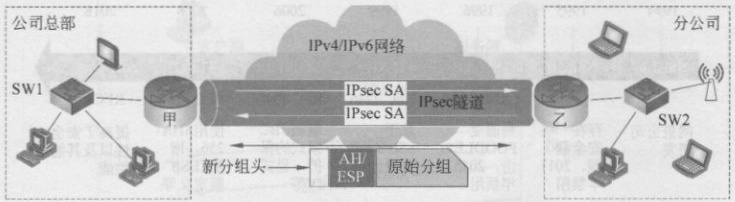 公司总部
分公司
IPv4/IPv6网络
SW1
IPsec SA
IPsec隧道
甲
IPsec SA
乙
SW2
新分组头
AH/
ESP
原始分组